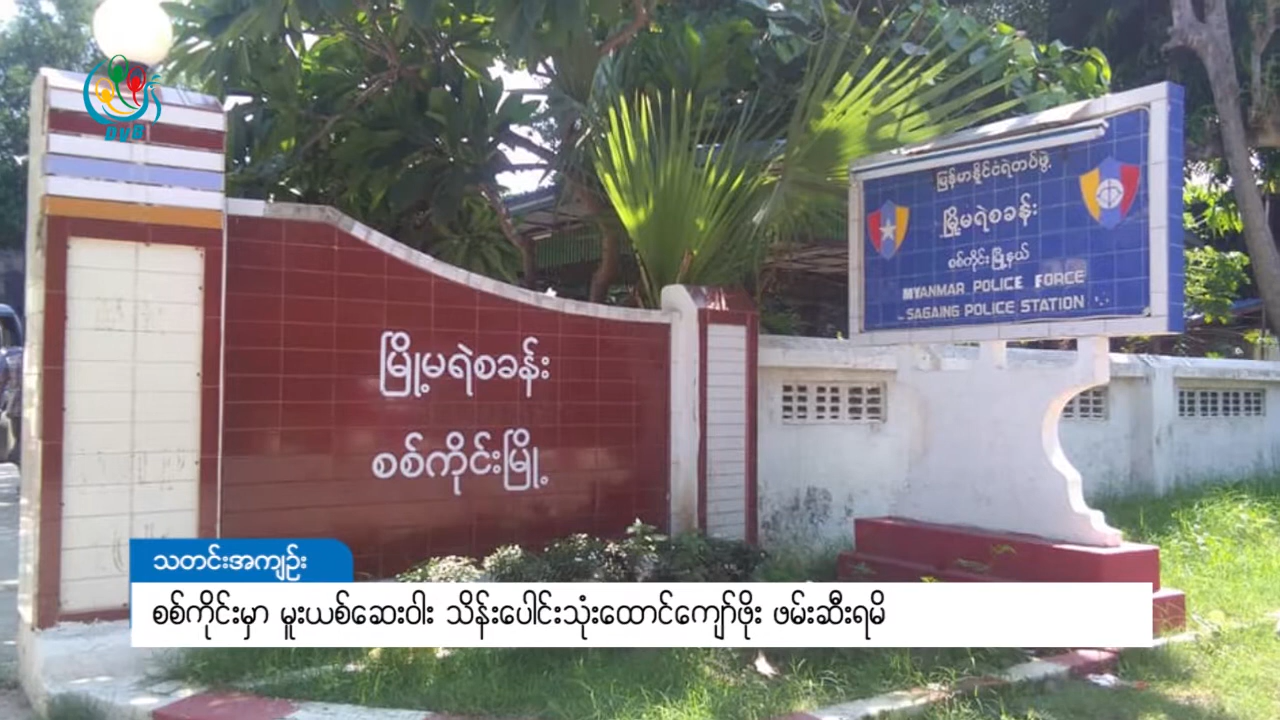 DVB
မြန်မာနိုင်ငံရဲတပ်ဖွဲ့
မြို့မရဲစခန်း
စစ်ကိုင်းမြို့နယ်
MYANMAR POLICE FORCE
SAGAING POLICE STATION
မြို့မရဲစခန်း
စစ်ကိုင်းမြို့
သတင်းအကျဉ်း
စစ်ကိုင်းမှာ မူးယစ်ဆေးဝါး သိန်းပေါင်းသုံးထောင်ကျော်ဖိုး ဖမ်းဆီးရမိ